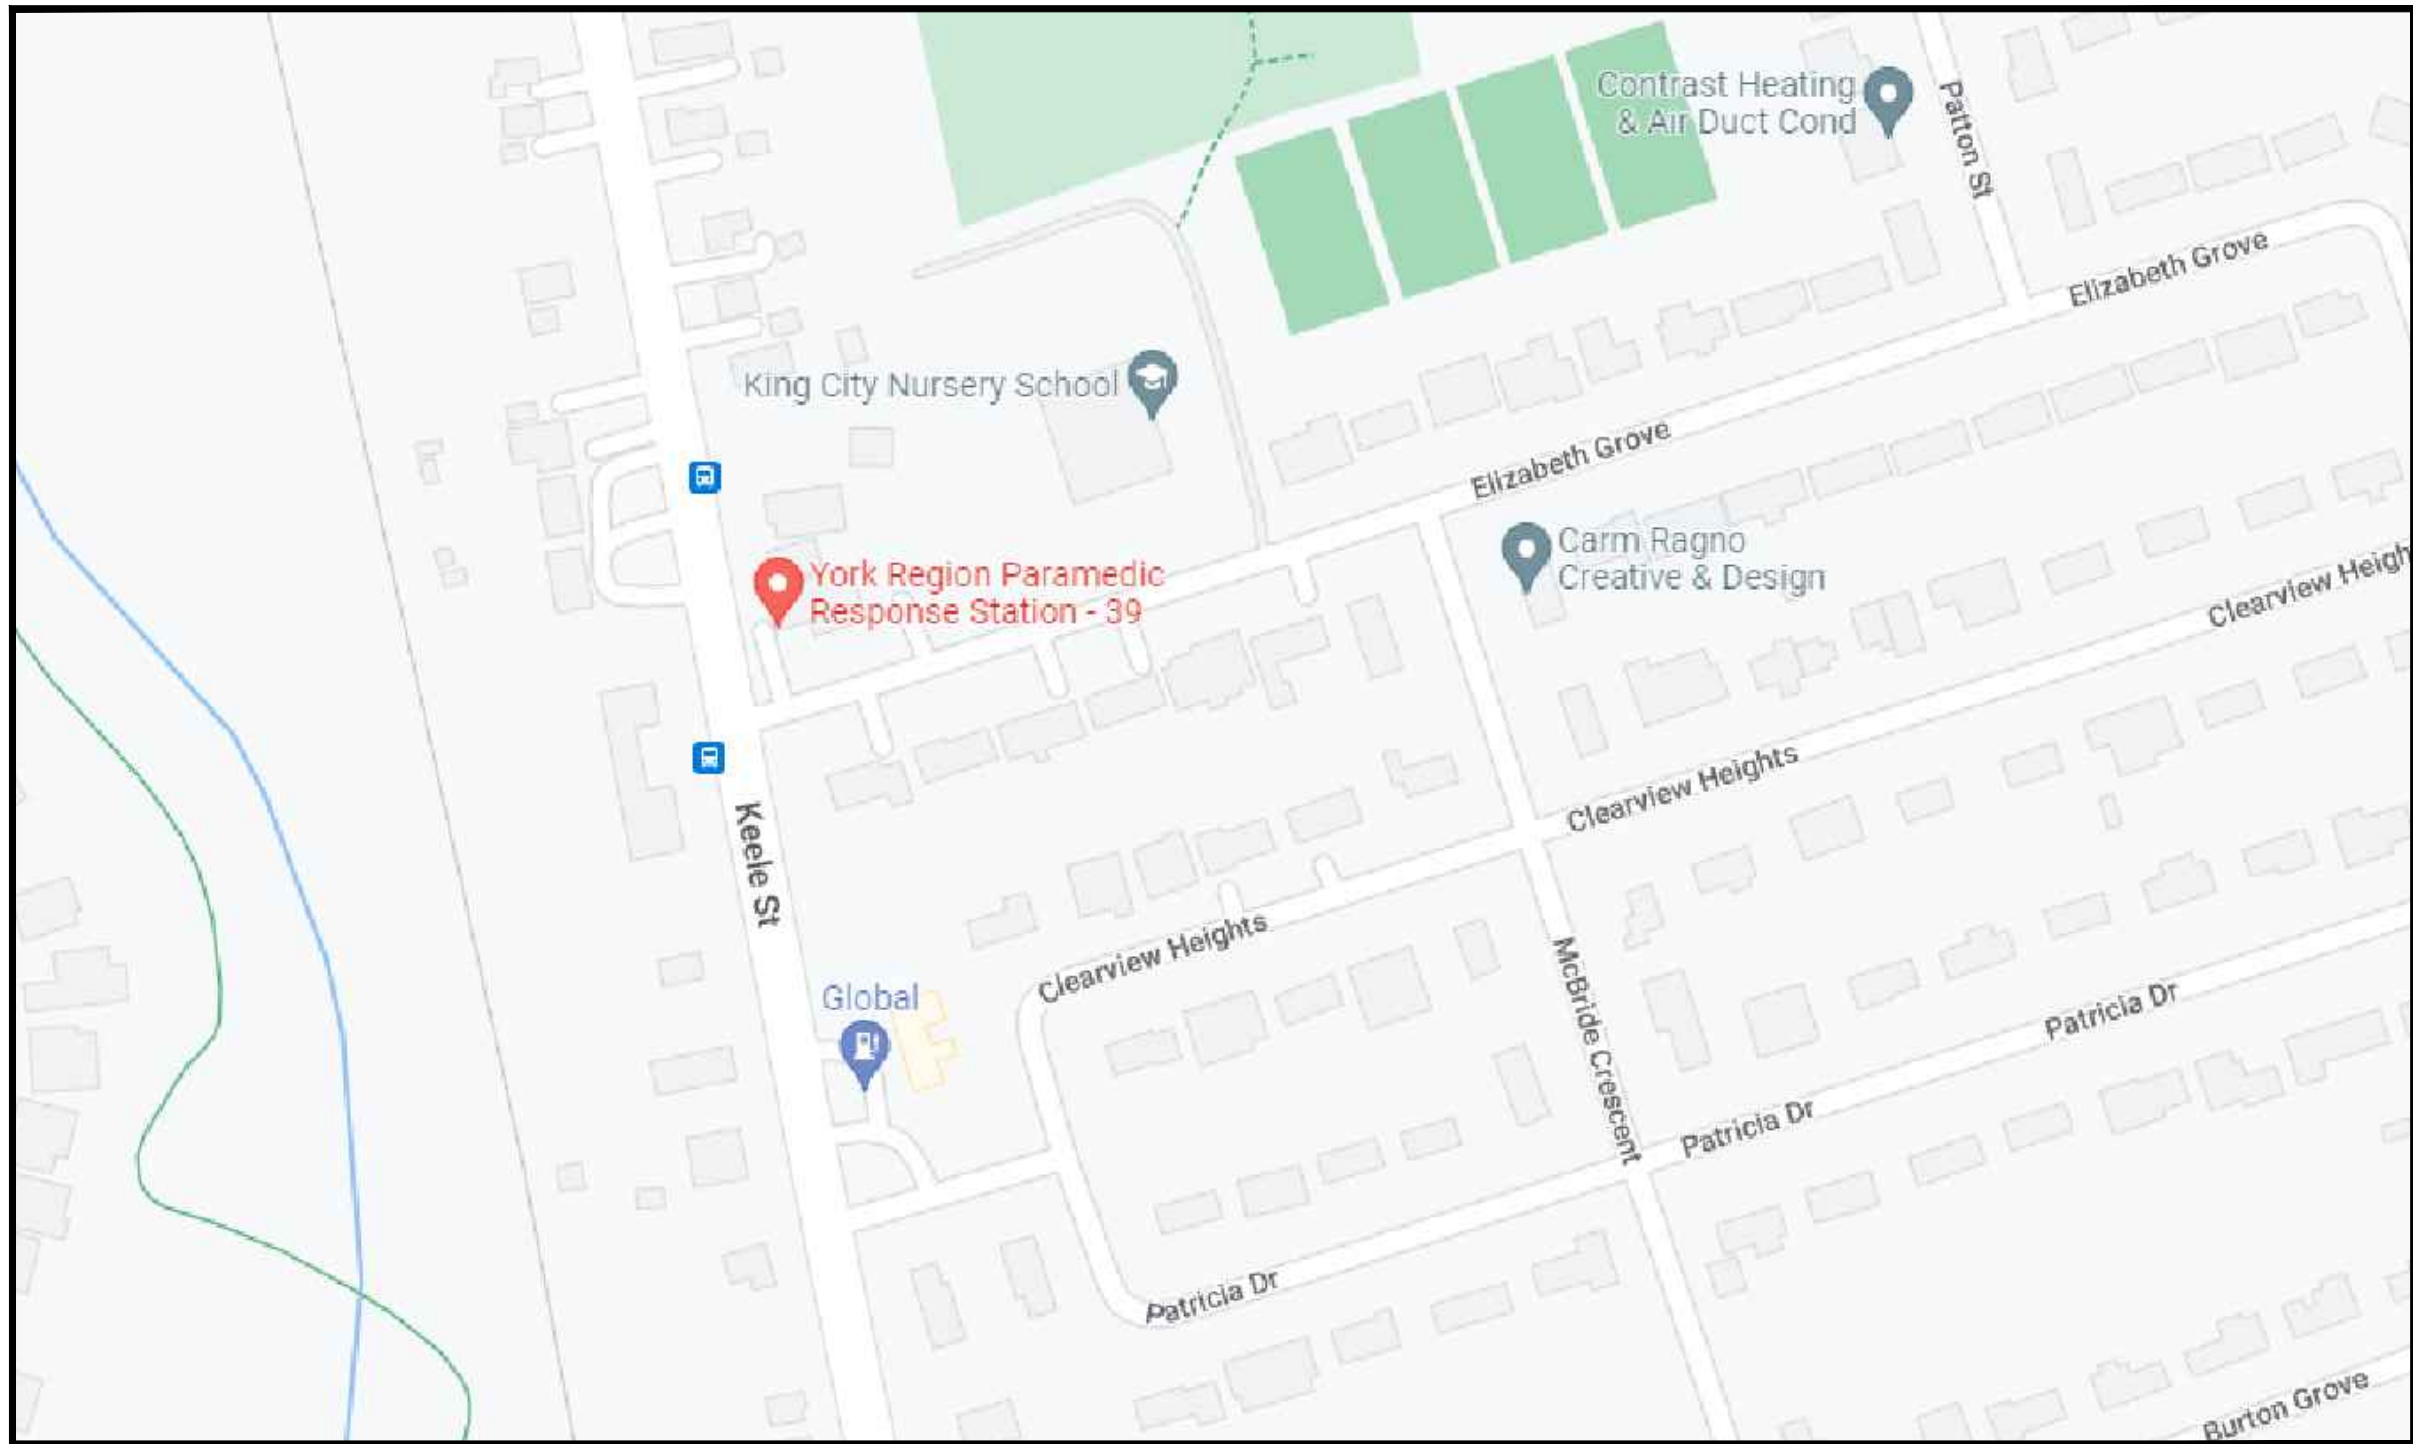 Contrast Heating
& Air Duct Cond
Patton St
Elizabeth Grove
King City Nursery School
Elizabeth Grove
Carm Ragno
Creative & Design
York Region Paramedic
Response Station - 39
Clearview Heigh
Clearview Heights
Keele St
Clearview Heights
Global
McBride Crescent
Patricia Dr
Patricia Dr
Patricia Dr
Burton Grove